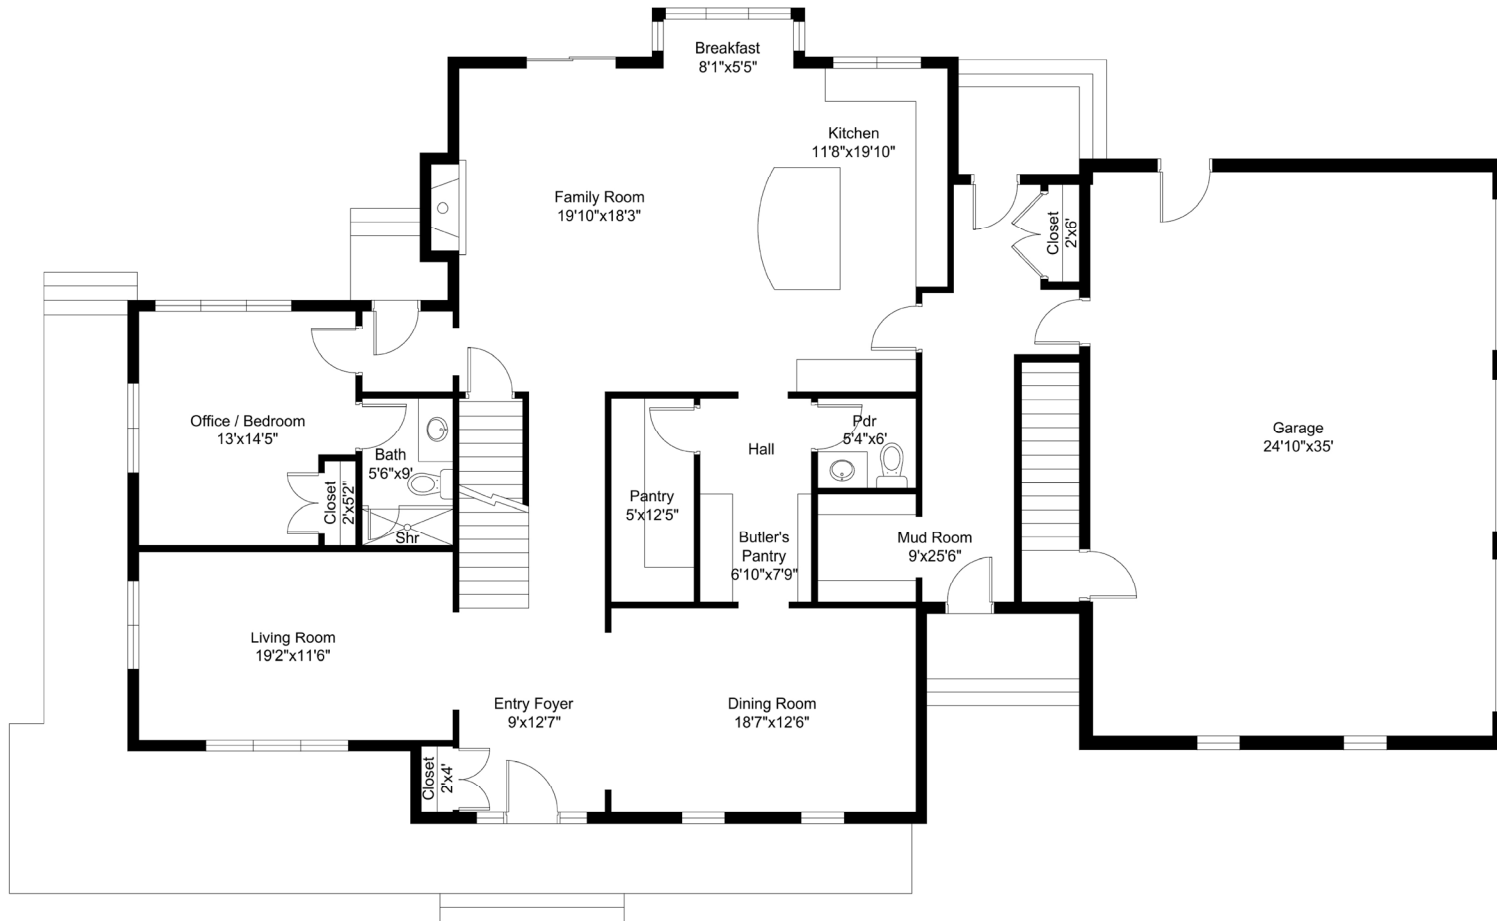 Breakfast
8'1"x5'5"
Kitchen
11'8"x19'10"
Family Room
19'10"x18'3"
Closet
2'x6'
Office / Bedroom
13'x14'5"
Bath
5'6"x9'
Closet
2'x5'2"
Shr
Pdr
5'4"x6'
Hall
Pantry
5'x12'5"
Butler's
Pantry
6'10"x7'9"
Mud Room
9'x25'6"
Garage
24'10"x35'
Living Room
19'2"x11'6"
Entry Foyer
9'x12'7"
Dining Room
18'7"x12'6"
Closet
2'x4'